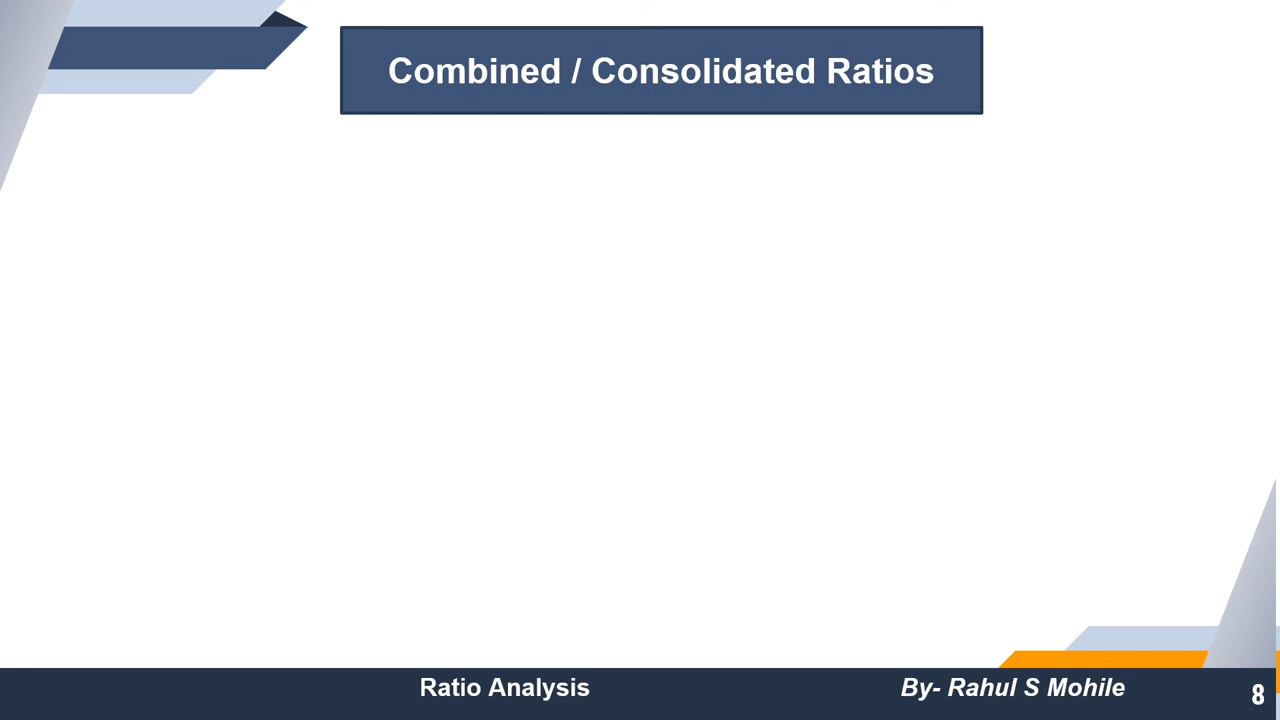 Combined / Consolidated Ratios
Ratio Analysis
By- Rahul S Mohile
8